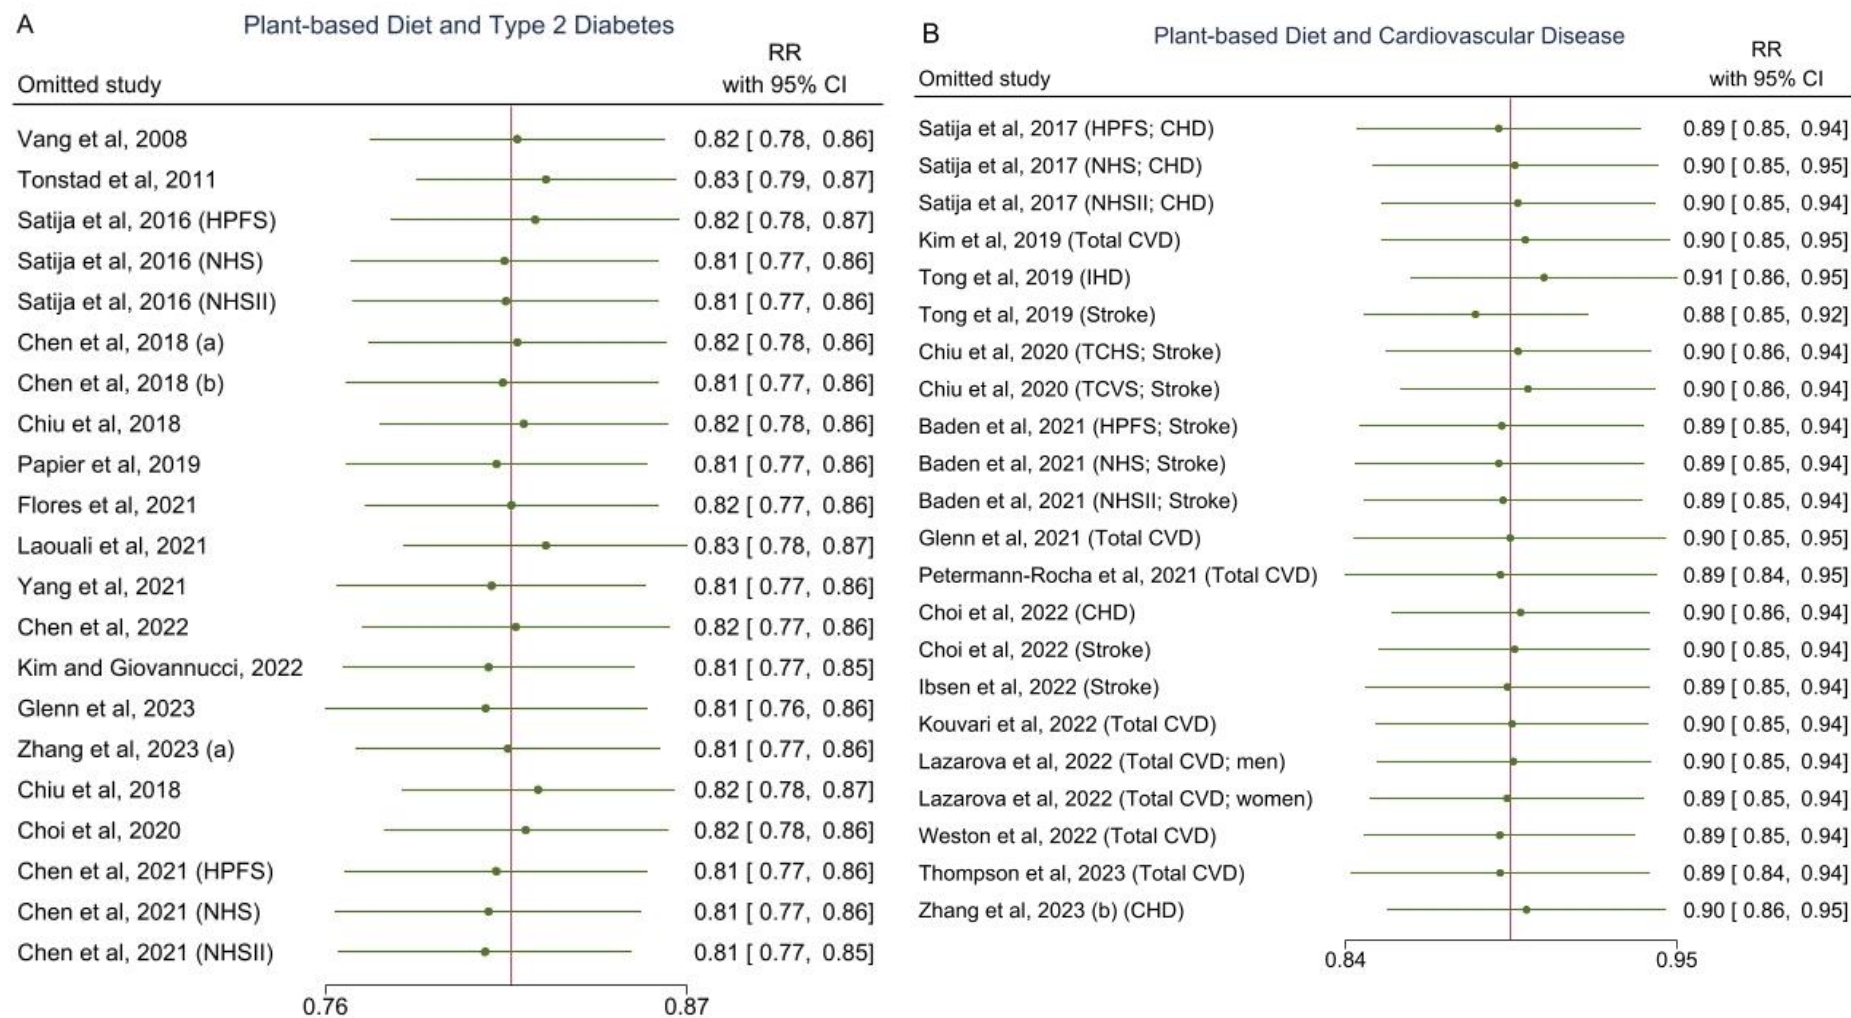 A
Plant-based Diet and Type 2 Diabetes
RR
Omitted study with 95% CI
Vang et al, 2008 0.82 [ 0.78, 0.86]
Tonstad et al, 2011 0.83 [ 0.79, 0.87]
Satija et al, 2016 (HPFS) 0.82 [ 0.78, 0.87]
Satija et al, 2016 (NHS) 0.81 [ 0.77, 0.86]
Satija et al, 2016 (NHSII) 0.81 [ 0.77, 0.86]
Chen et al, 2018 (a) 0.82 [ 0.78, 0.86]
Chen et al, 2018 (b) 0.81 [ 0.77, 0.86]
Chiu et al, 2018 0.82 [ 0.78, 0.86]
Papier et al, 2019 0.81 [ 0.77, 0.86]
Flores et al, 2021 0.82 [ 0.77, 0.86]
Laouali et al, 2021 0.83 [ 0.78, 0.87]
Yang et al, 2021 0.81 [ 0.77, 0.86]
Chen et al, 2022 0.82 [ 0.77, 0.86]
Kim and Giovannucci, 2022 0.81 [ 0.77, 0.85]
Glenn et al, 2023 0.81 [ 0.76, 0.86]
Zhang et al, 2023 (a) 0.81 [ 0.77, 0.86]
Chiu et al, 2018 0.82 [ 0.78, 0.87]
Choi et al, 2020 0.82 [ 0.78, 0.86]
Chen et al, 2021 (HPFS) 0.81 [ 0.77, 0.86]
Chen et al, 2021 (NHS) 0.81 [ 0.77, 0.86]
Chen et al, 2021 (NHSII) 0.81 [ 0.77, 0.85]
0.76 0.87
B
Plant-based Diet and Cardiovascular Disease
RR
Omitted study with 95% CI
Satija et al, 2017 (HPFS; CHD) 0.89 [ 0.85, 0.94]
Satija et al, 2017 (NHS; CHD) 0.90 [ 0.85, 0.95]
Satija et al, 2017 (NHSII; CHD) 0.90 [ 0.85, 0.94]
Kim et al, 2019 (Total CVD) 0.90 [ 0.85, 0.95]
Tong et al, 2019 (IHD) 0.91 [ 0.86, 0.95]
Tong et al, 2019 (Stroke) 0.88 [ 0.85, 0.92]
Chiu et al, 2020 (TCHS; Stroke) 0.90 [ 0.86, 0.94]
Chiu et al, 2020 (TCVS; Stroke) 0.90 [ 0.86, 0.94]
Baden et al, 2021 (HPFS; Stroke) 0.89 [ 0.85, 0.94]
Baden et al, 2021 (NHS; Stroke) 0.89 [ 0.85, 0.94]
Baden et al, 2021 (NHSII; Stroke) 0.89 [ 0.85, 0.94]
Glenn et al, 2021 (Total CVD) 0.90 [ 0.85, 0.95]
Petermann-Rocha et al, 2021 (Total CVD) 0.89 [ 0.84, 0.95]
Choi et al, 2022 (CHD) 0.90 [ 0.86, 0.94]
Choi et al, 2022 (Stroke) 0.90 [ 0.85, 0.94]
Ibsen et al, 2022 (Stroke) 0.89 [ 0.85, 0.94]
Kouvari et al, 2022 (Total CVD) 0.90 [ 0.85, 0.94]
Lazarova et al, 2022 (Total CVD; men) 0.90 [ 0.85, 0.94]
Lazarova et al, 2022 (Total CVD; women) 0.89 [ 0.85, 0.94]
Weston et al, 2022 (Total CVD) 0.89 [ 0.85, 0.94]
Thompson et al, 2023 (Total CVD) 0.89 [ 0.84, 0.94]
Zhang et al, 2023 (b) (CHD) 0.90 [ 0.86, 0.95]
0.84 0.95